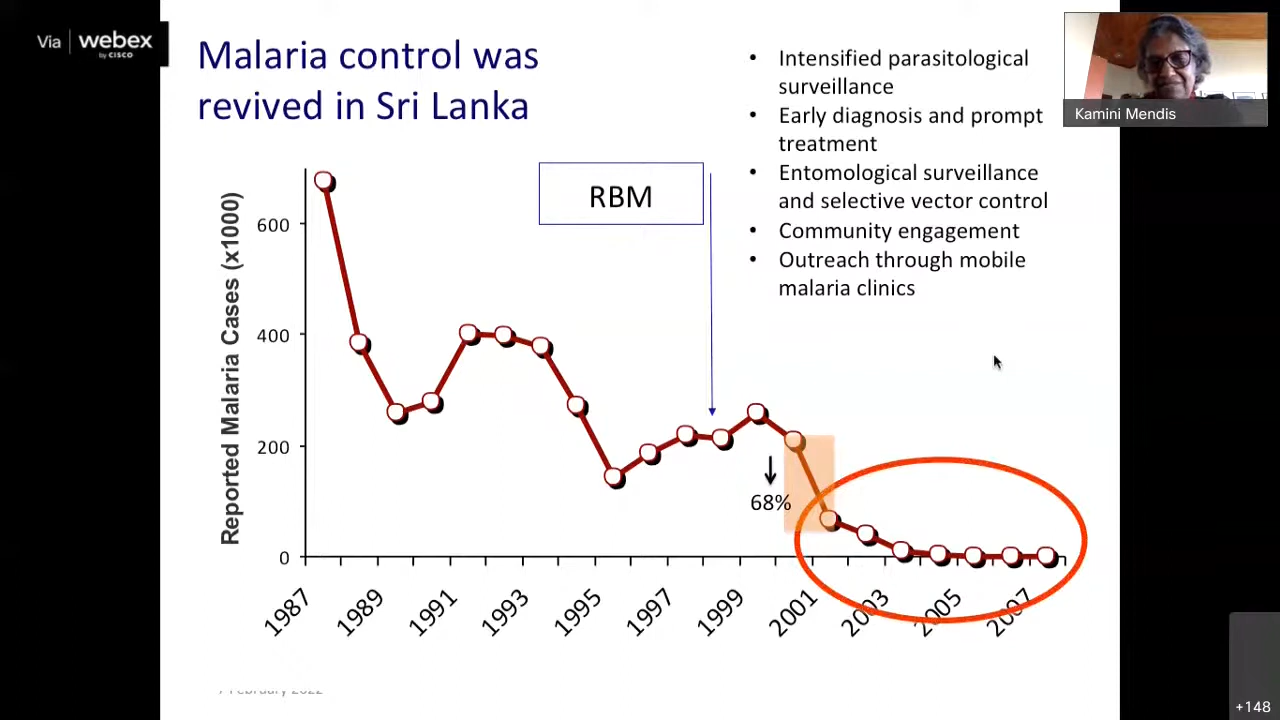 Via webex
by CISCO
Malaria control was
revived in Sri Lanka
• Intensified parasitological
surveillance
• Early diagnosis and prompt
treatment
• Entomological surveillance
and selective vector control
• Community engagement
• Outreach through mobile
malaria clinics
Kamini Mendis
RBM
Reported Malaria Cases (x1000)
600
400
200
0
68%
1987
1989
1991
1993
1995
1997
1999
2001
2003
2005
2007
7 February 2022
+148